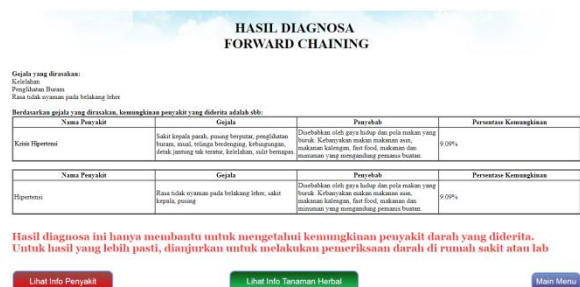 HASIL DIAGNOSA
FORWARD CHAINING
Gejala yang dirasakan:
Kelelahan
Penglihatan Buram
Rasa tidak nyaman pada belakang leher
Berdasarkan gejala yang dirasakan, kemungkinan penyakit yang diderita adalah sbb:
Nama Penyakit Gejala Penyebab Persentase Kemungkinan
Krisis Hipertensi
Sakit kepala parah, pusing berputar, penglihatan
buram, mual, telinga berdenging, kebingungan,
detak jantung tak teratur, kelelahan, sulit bernapas
Disebabkan oleh gaya hidup dan pola makan yang
buruk. Kebanyakan makan makanan asin,
makanan kalengan, fast food, makanan dan
minuman yang mengandung pemanis buatan.
9.09%
Nama Penyakit Gejala Penyebab Persentase Kemungkinan
Hipertensi
Rasa tidak nyaman pada belakang leher, sakit
kepala, pusing
Disebabkan oleh gaya hidup dan pola makan yang
buruk. Kebanyakan makan makanan asin,
makanan kalengan, fast food, makanan dan
minuman yang mengandung pemanis buatan.
9.09%
Hasil diagnosa ini hanya membantu untuk mengetahui kemungkinan penyakit darah yang diderita.
Untuk hasil yang lebih pasti, dianjurkan untuk melakukan pemeriksaan darah di rumah sakit atau lab
Lihat Info Penyakit
Lihat Info Tanaman Herbal
Main Menu